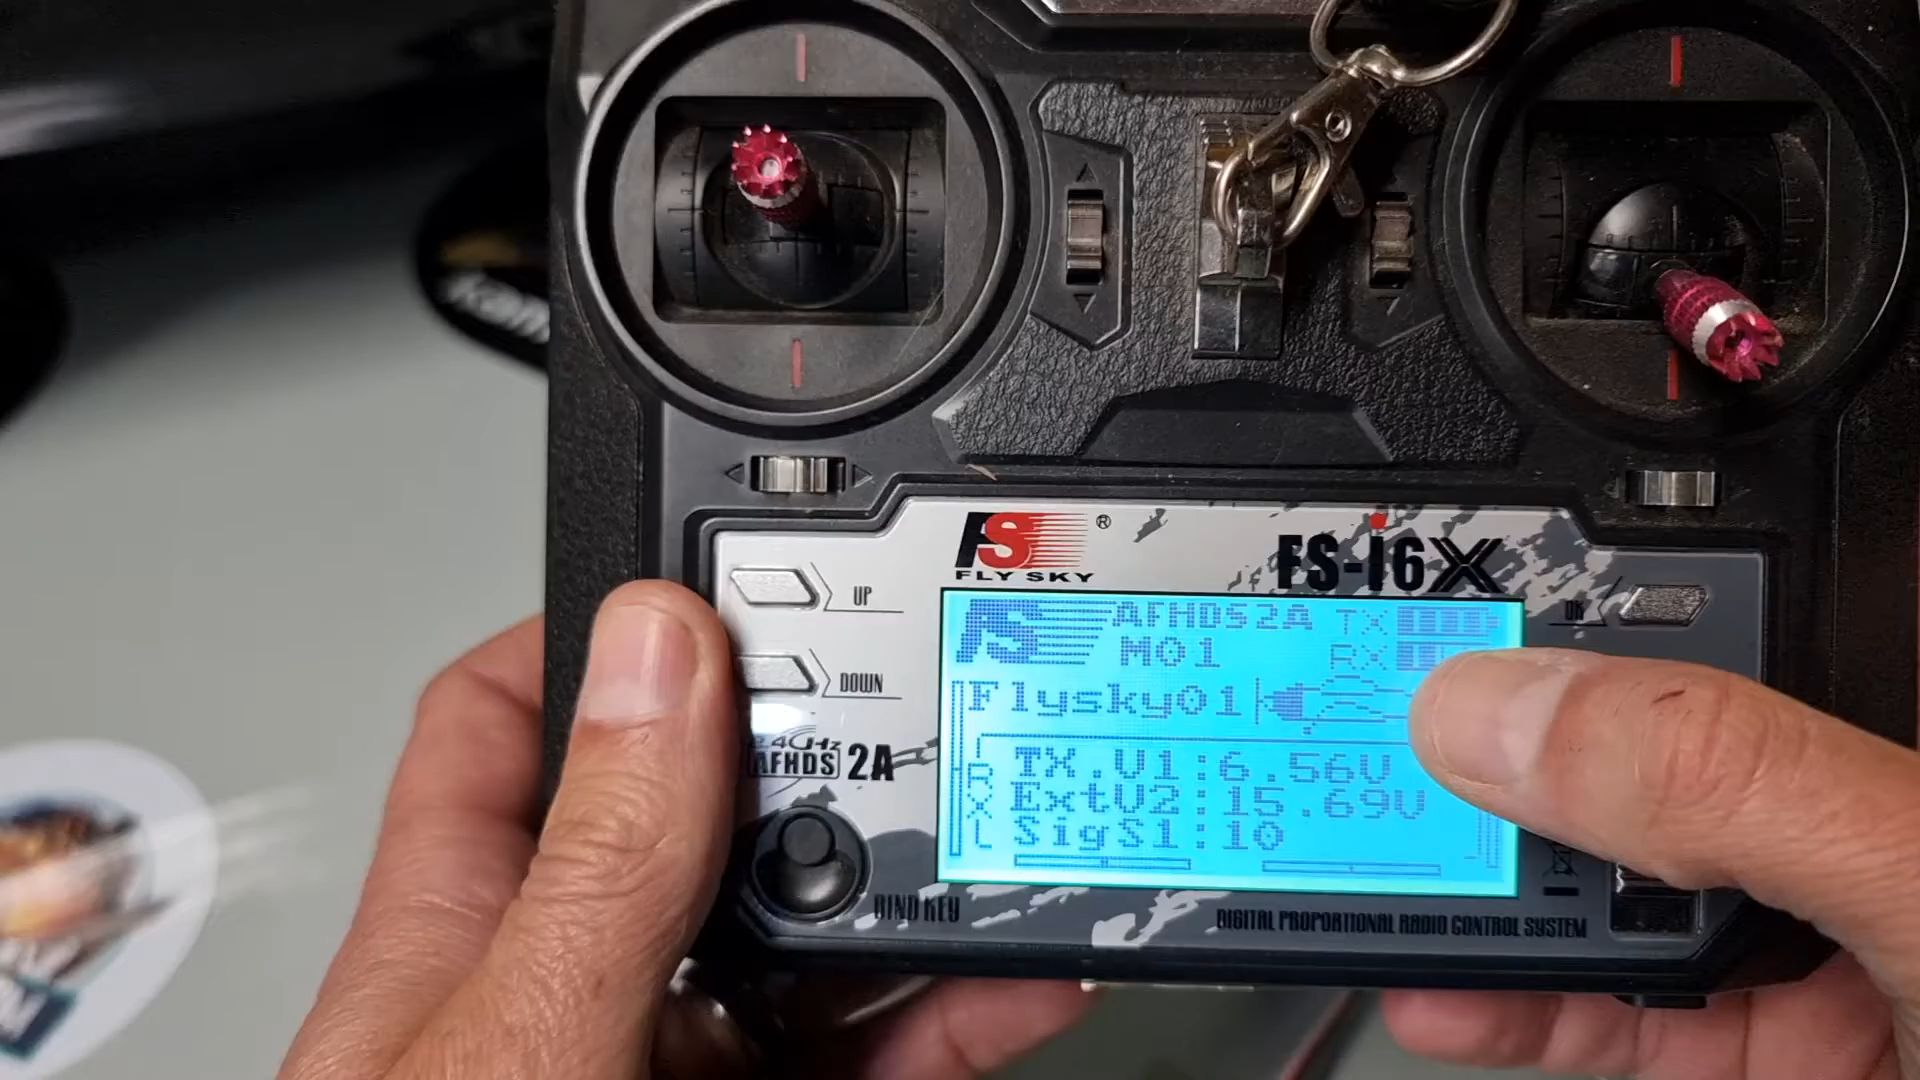 FS ®
FLY SKY
FS-i6X
UP
OK
AFHDS2A TX
M01 RX
DOWN
Flysky01
2.4GHz
AFHDS 2A
TX.V1:6.56V
ExtV2:15.69V
SigS1:10
BIND KEY
DIGITAL PROPORTIONAL RADIO CONTROL SYSTEM